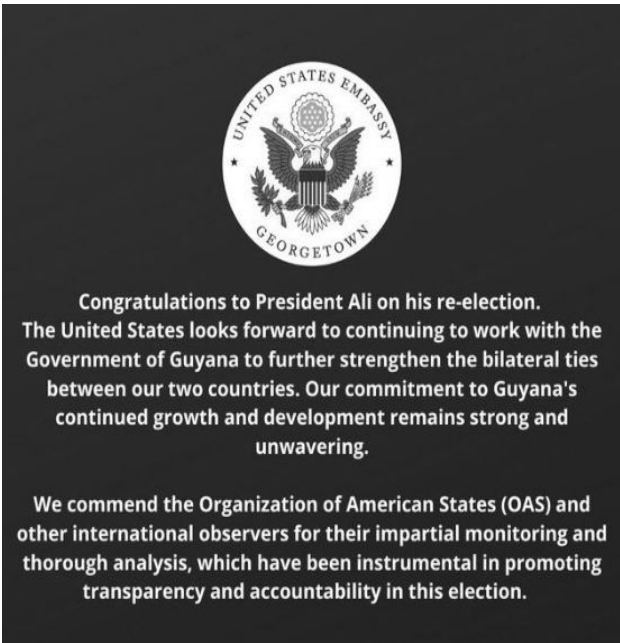 UNITED STATES EMBASSY
GEORGETOWN
Congratulations to President Ali on his re-election.
The United States looks forward to continuing to work with the
Government of Guyana to further strengthen the bilateral ties
between our two countries. Our commitment to Guyana's
continued growth and development remains strong and
unwavering.
We commend the Organization of American States (OAS) and
other international observers for their impartial monitoring and
thorough analysis, which have been instrumental in promoting
transparency and accountability in this election.